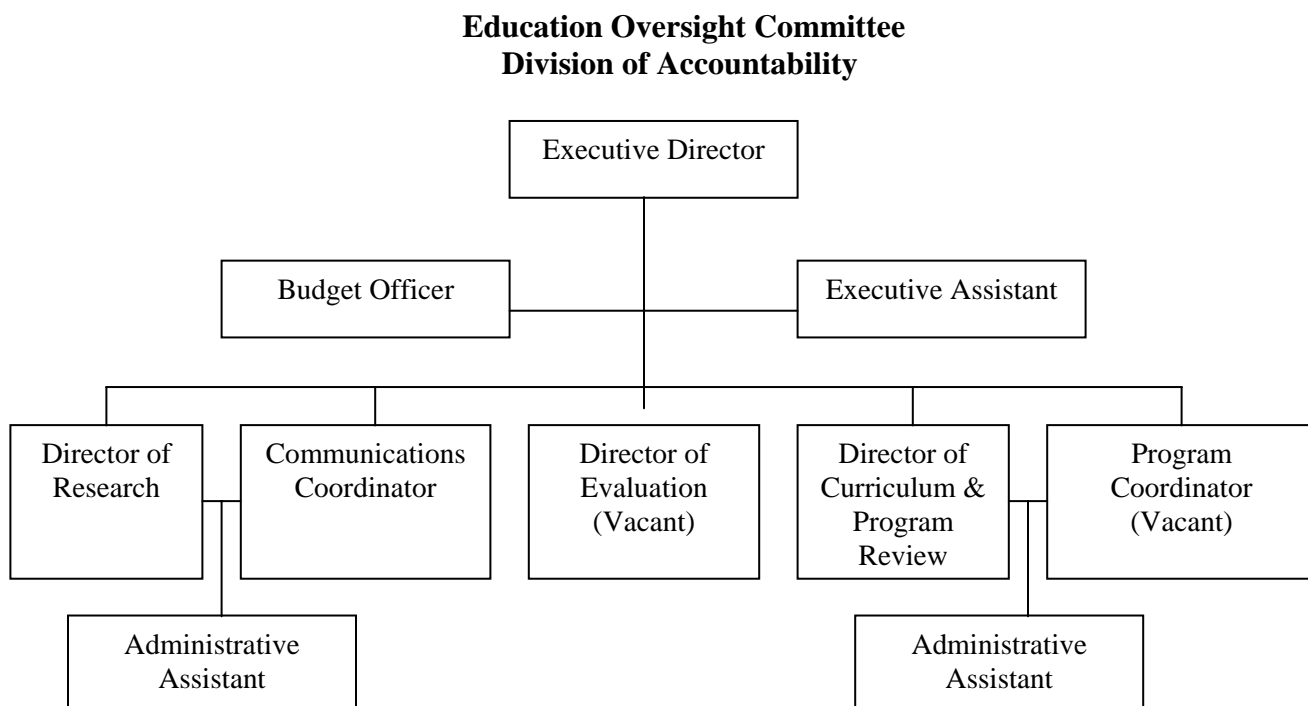 Education Oversight Committee
Division of Accountability
Executive Director
Budget Officer
Executive Assistant
Director of
Research
Communications
Coordinator
Director of
Evaluation
(Vacant)
Director of
Curriculum &
Program
Review
Program
Coordinator
(Vacant)
Administrative
Assistant
Administrative
Assistant